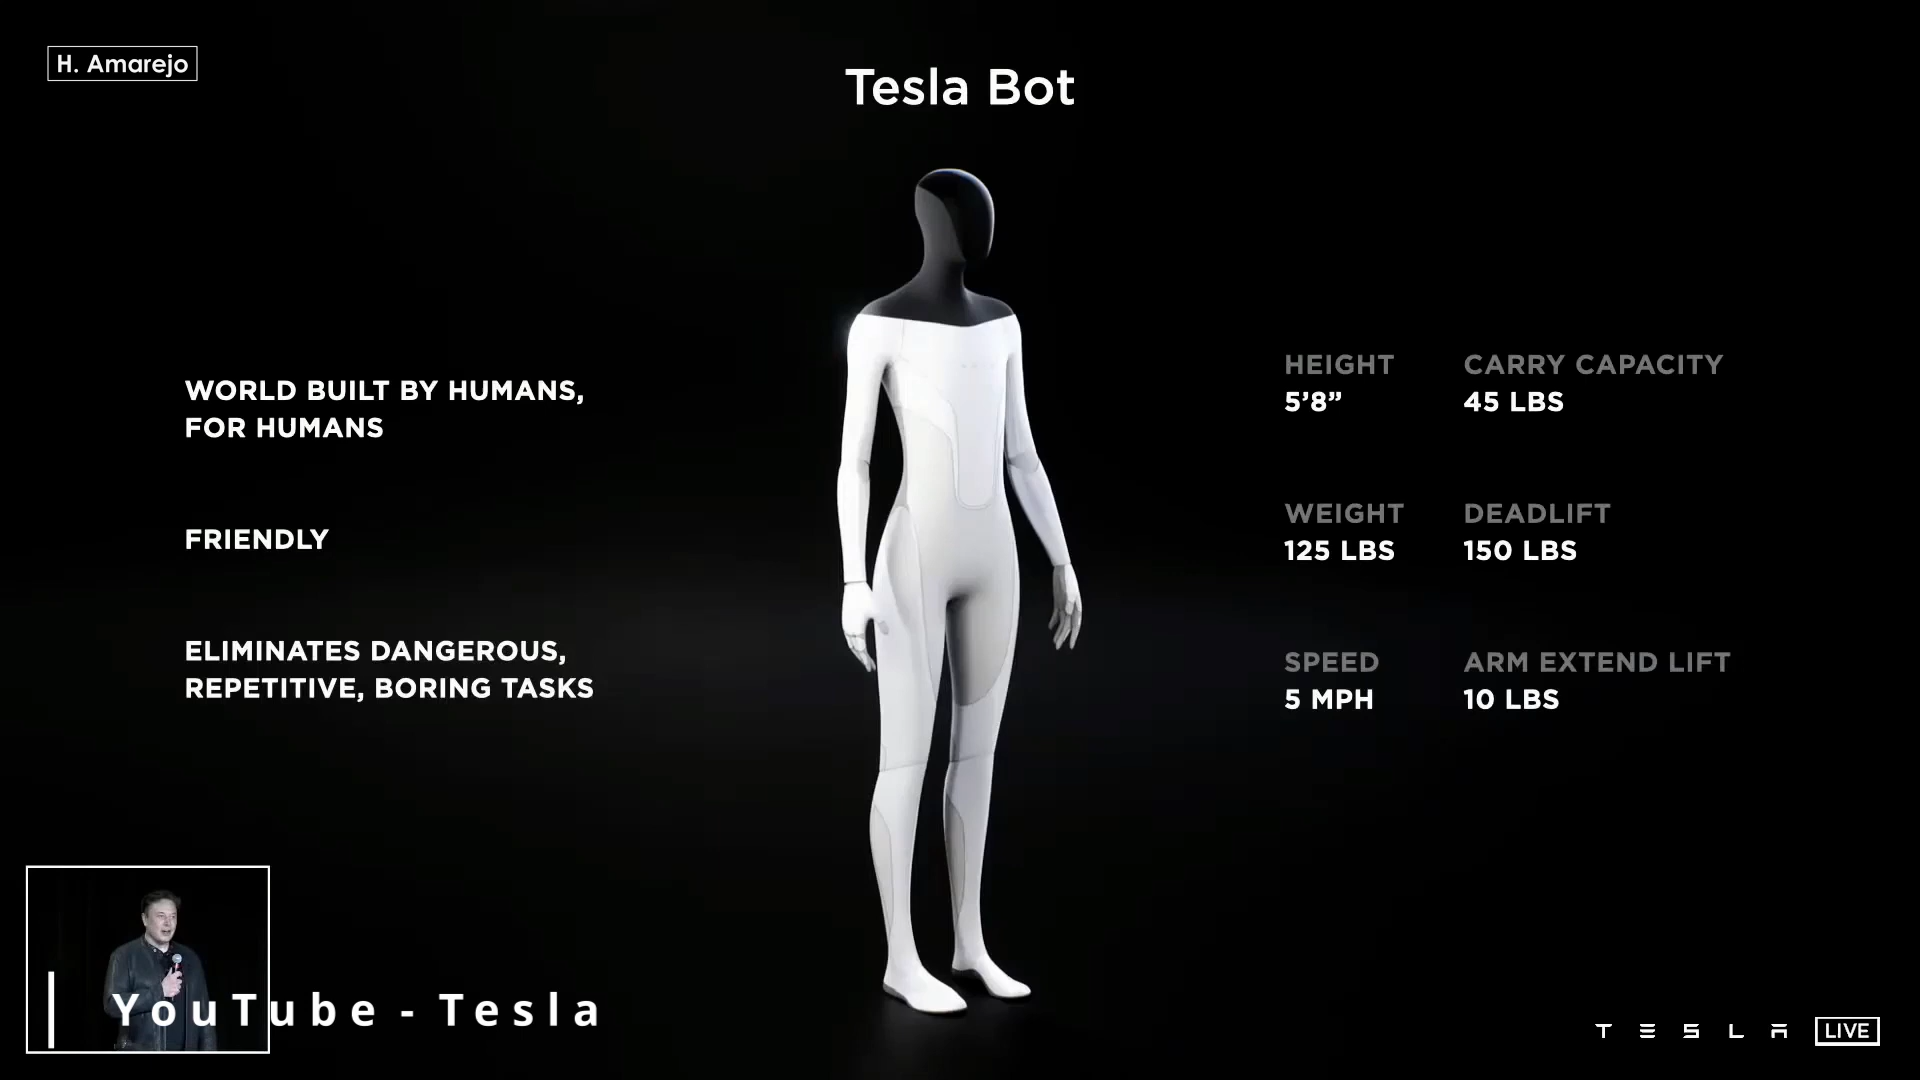 H. Amarejo
Tesla Bot
WORLD BUILT BY HUMANS,
FOR HUMANS
FRIENDLY
ELIMINATES DANGEROUS,
REPETITIVE, BORING TASKS
HEIGHT
5’8”
CARRY CAPACITY
45 LBS
WEIGHT
125 LBS
DEADLIFT
150 LBS
SPEED
5 MPH
ARM EXTEND LIFT
10 LBS
YouTube - Tesla
TESLA LIVE